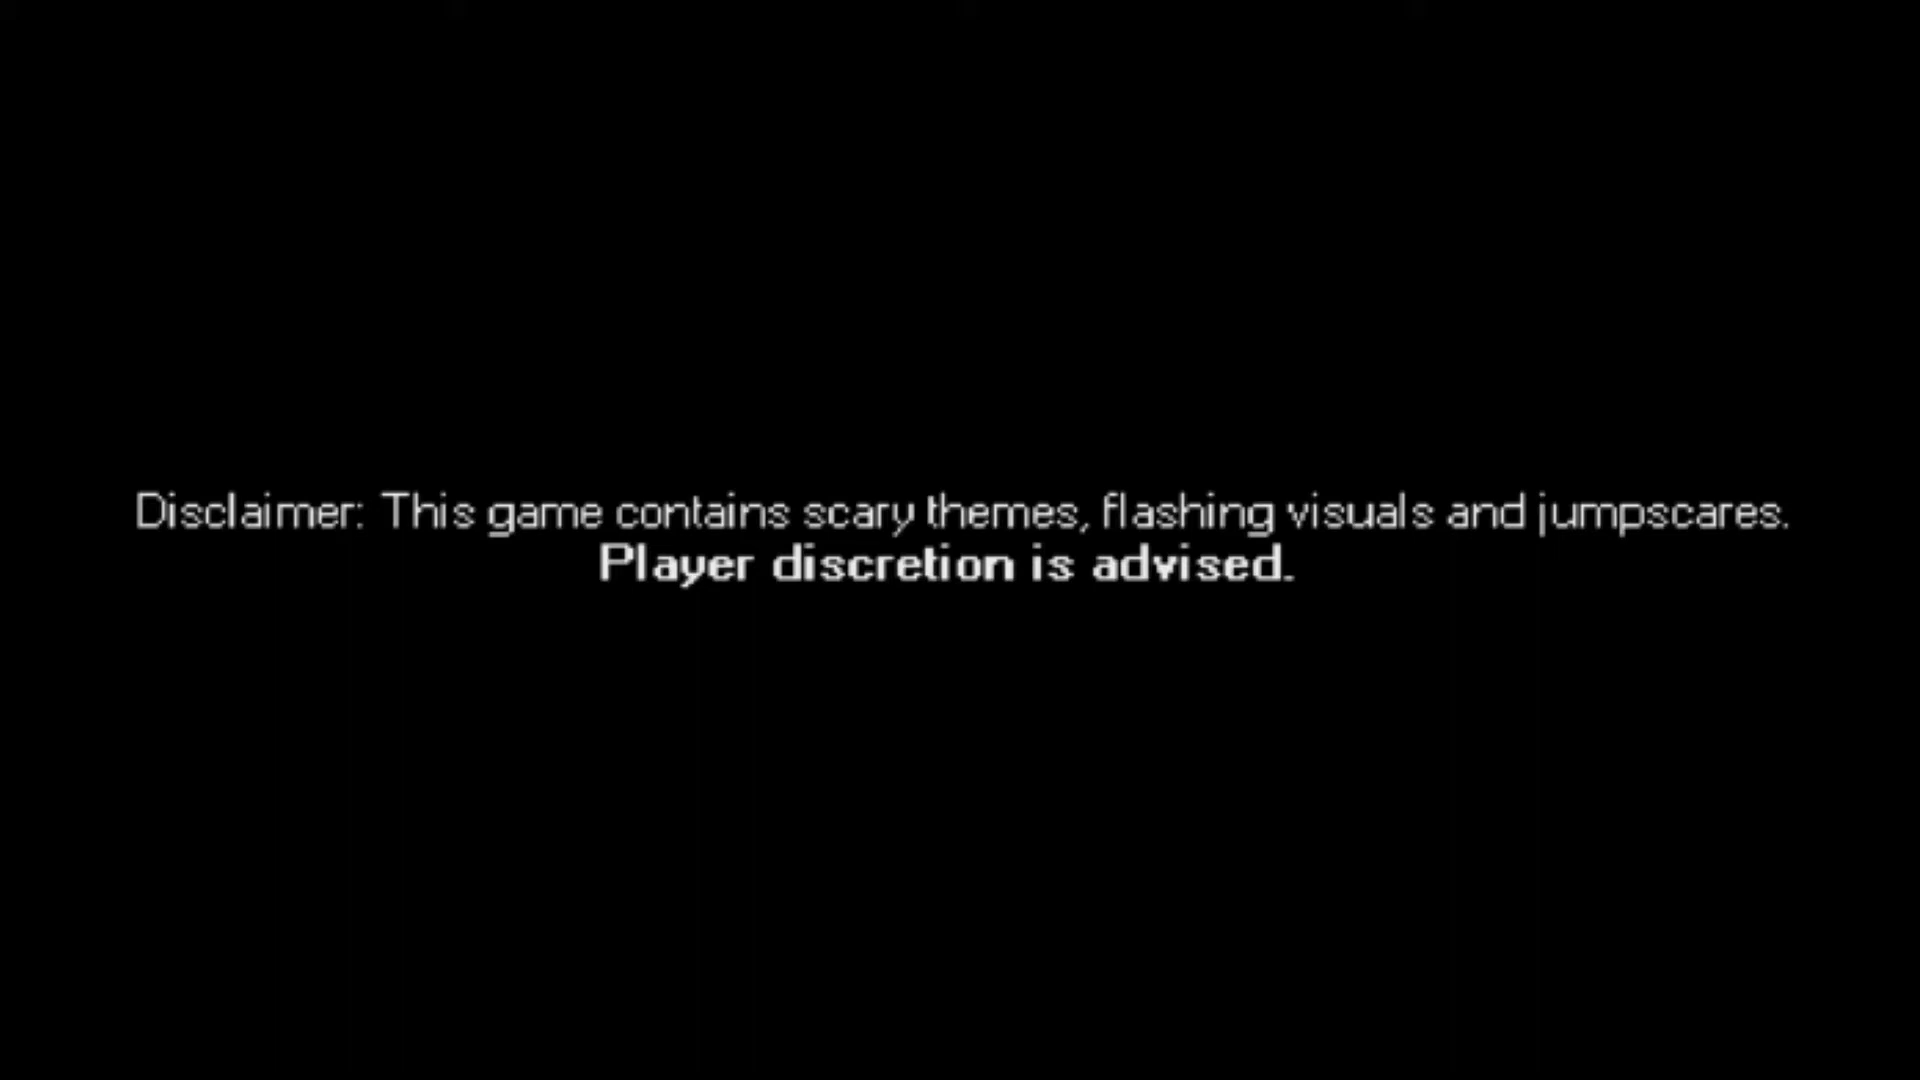 Disclaimer: This game contains scary themes, flashing visuals and jumpscares.
Player discretion is advised.